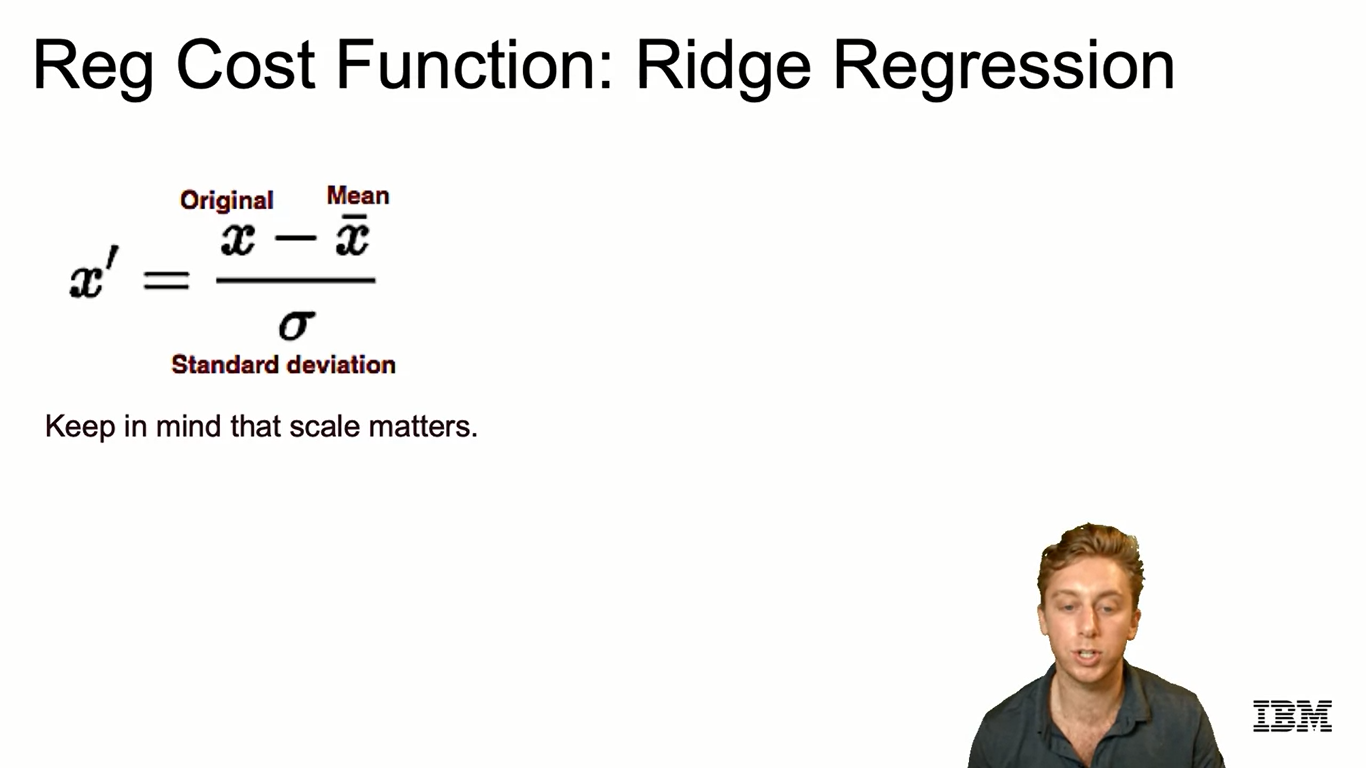 Reg Cost Function: Ridge Regression
Original Mean
x′ = x − x̄
σ
Standard deviation
Keep in mind that scale matters.
IBM